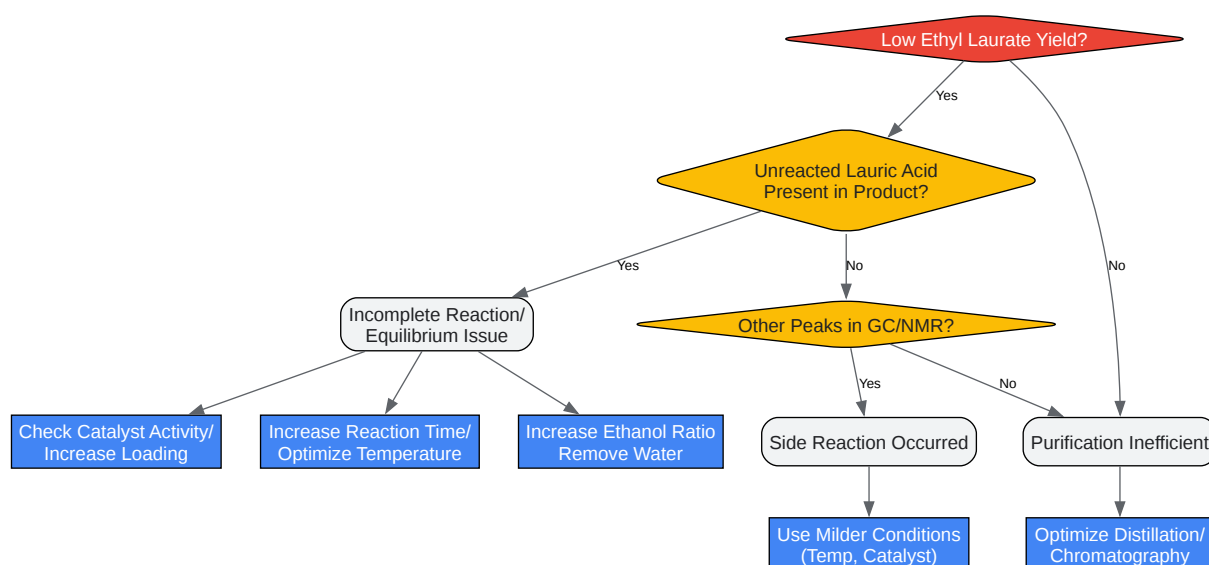 Low Ethyl Laurate Yield?
Yes
Unreacted Lauric Acid
Present in Product?
Yes
No
No
Incomplete Reaction/
Equilibrium Issue
Other Peaks in GC/NMR?
Yes
No
Check Catalyst Activity/
Increase Loading
Increase Reaction Time/
Optimize Temperature
Increase Ethanol Ratio
Remove Water
Side Reaction Occurred
Purification Inefficient
Use Milder Conditions
(Temp, Catalyst)
Optimize Distillation/
Chromatography